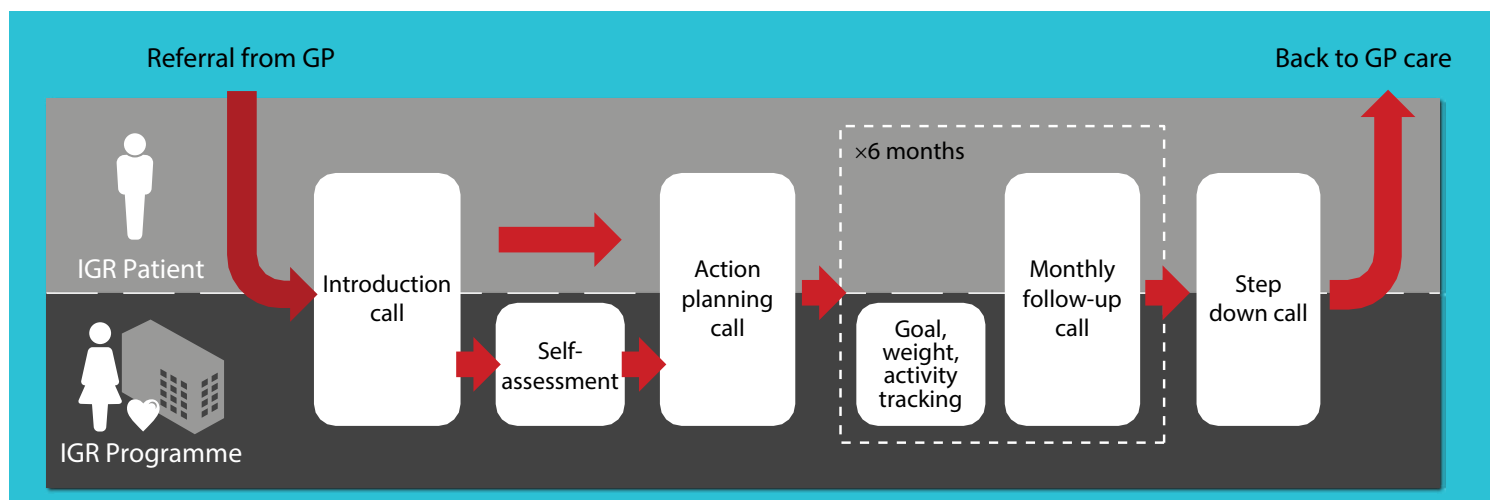 Referral from GP
Back to GP care
×6 months
IGR Patient
Introduction
call
Self-
assessment
Action
planning
call
Goal,
weight,
activity
tracking
Monthly
follow-up
call
Step
down call
IGR Programme